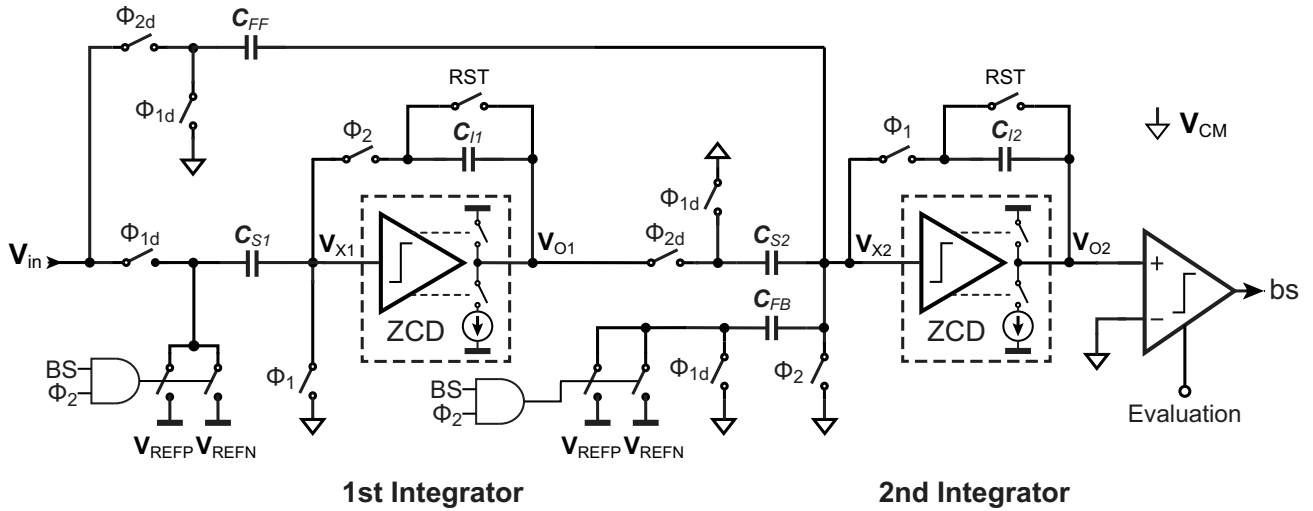 Φ2d
CFF
RST
RST
Φ1d
Φ2
CI1
Φ1
CI2
VCM
Φ1d
Φ1d
CS1
VX1
VO1
Φ2d
CS2
VX2
VO2
Vin
+
bs
CFB
ZCD
ZCD
−
BS
Φ2
Φ1
BS
Φ2
Φ1d
Φ2
Evaluation
VREFP VREFN
VREFP VREFN
1st Integrator
2nd Integrator